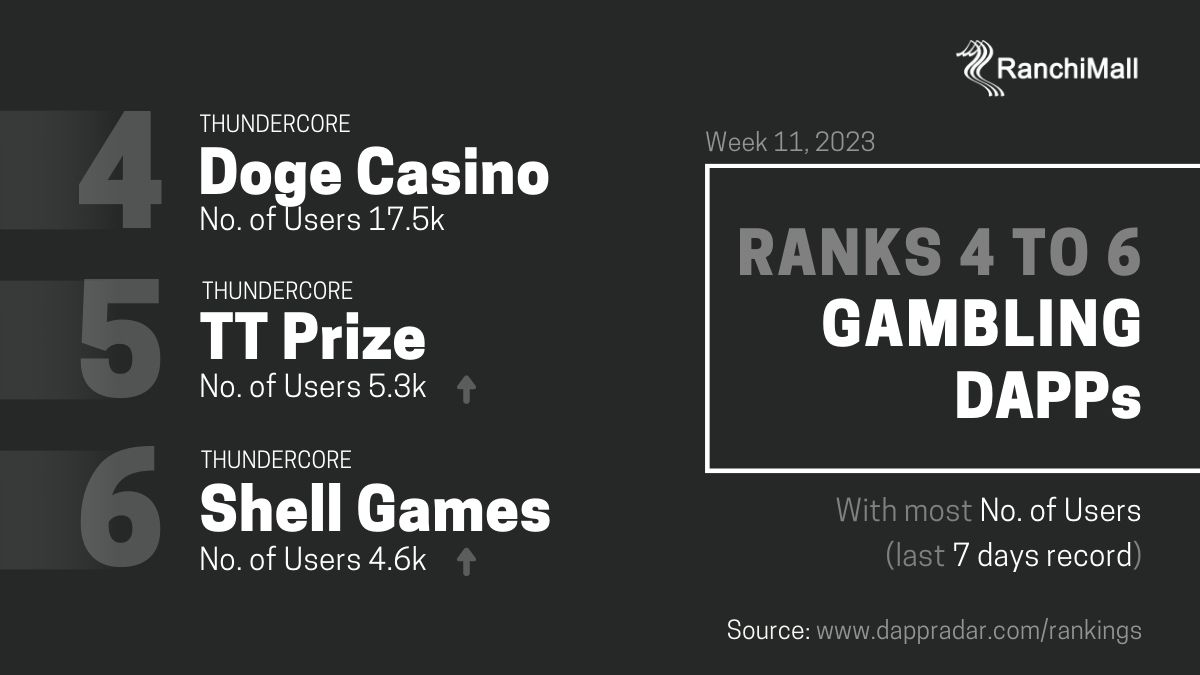 RanchiMall
4
THUNDERCORE
Doge Casino
No. of Users 17.5k
5
THUNDERCORE
TT Prize
No. of Users 5.3k
6
THUNDERCORE
Shell Games
No. of Users 4.6k
Week 11, 2023
RANKS 4 TO 6
GAMBLING
DAPPs
With most No. of Users
(last 7 days record)
Source: www.dappradar.com/rankings